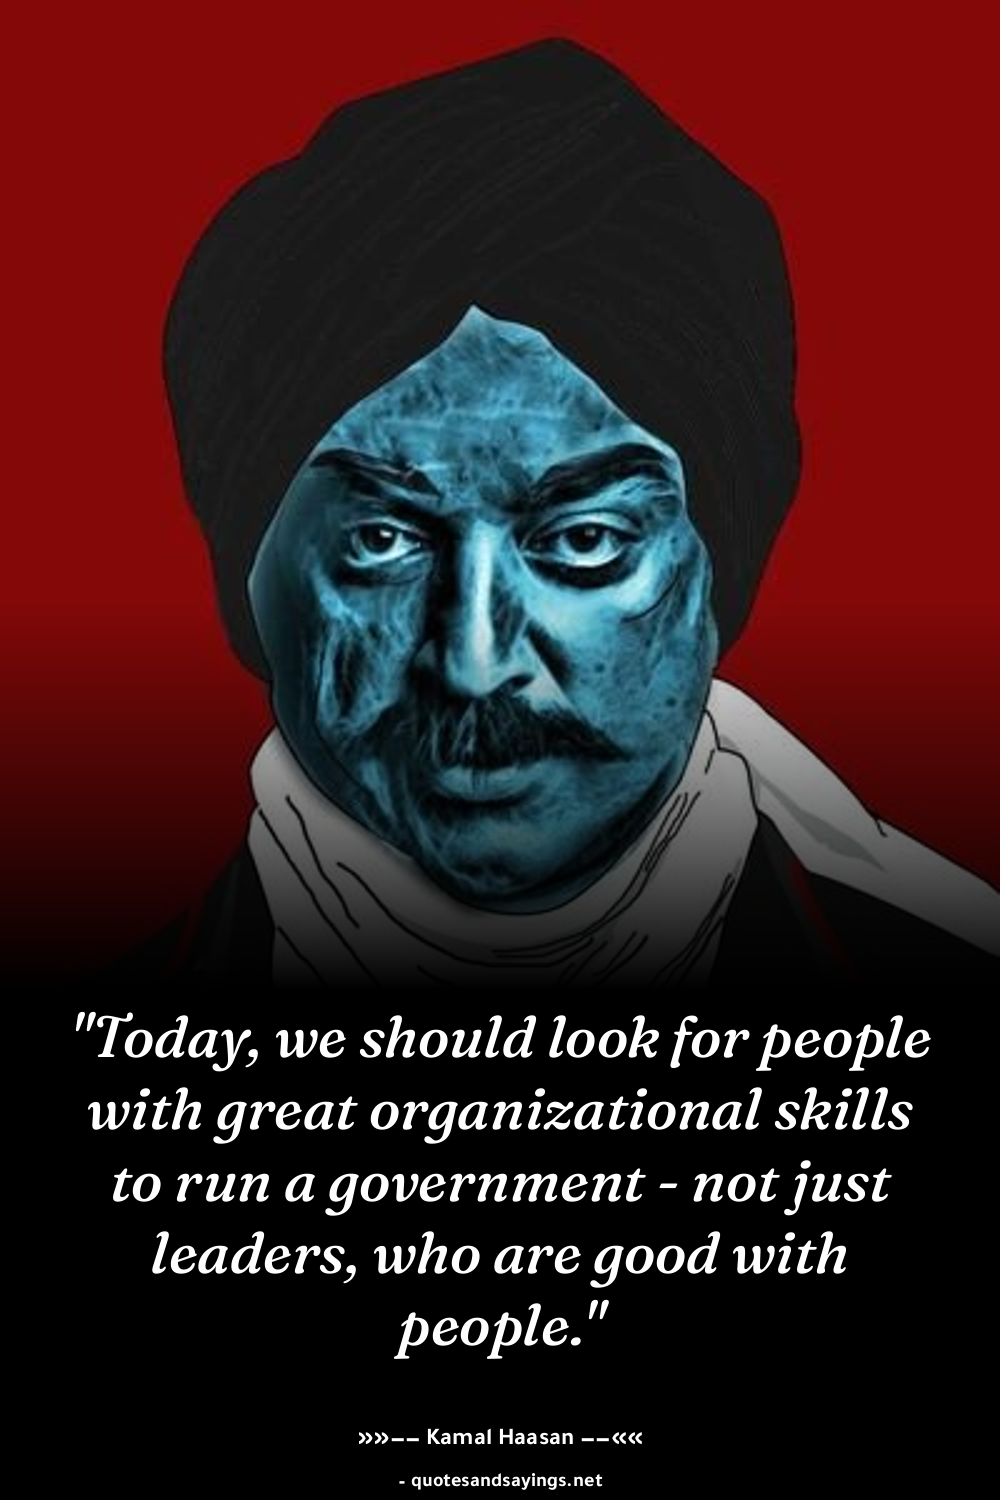 "Today, we should look for people
with great organizational skills
to run a government - not just
leaders, who are good with
people."
»»−− Kamal Haasan −−««
- quotesandsayings.net